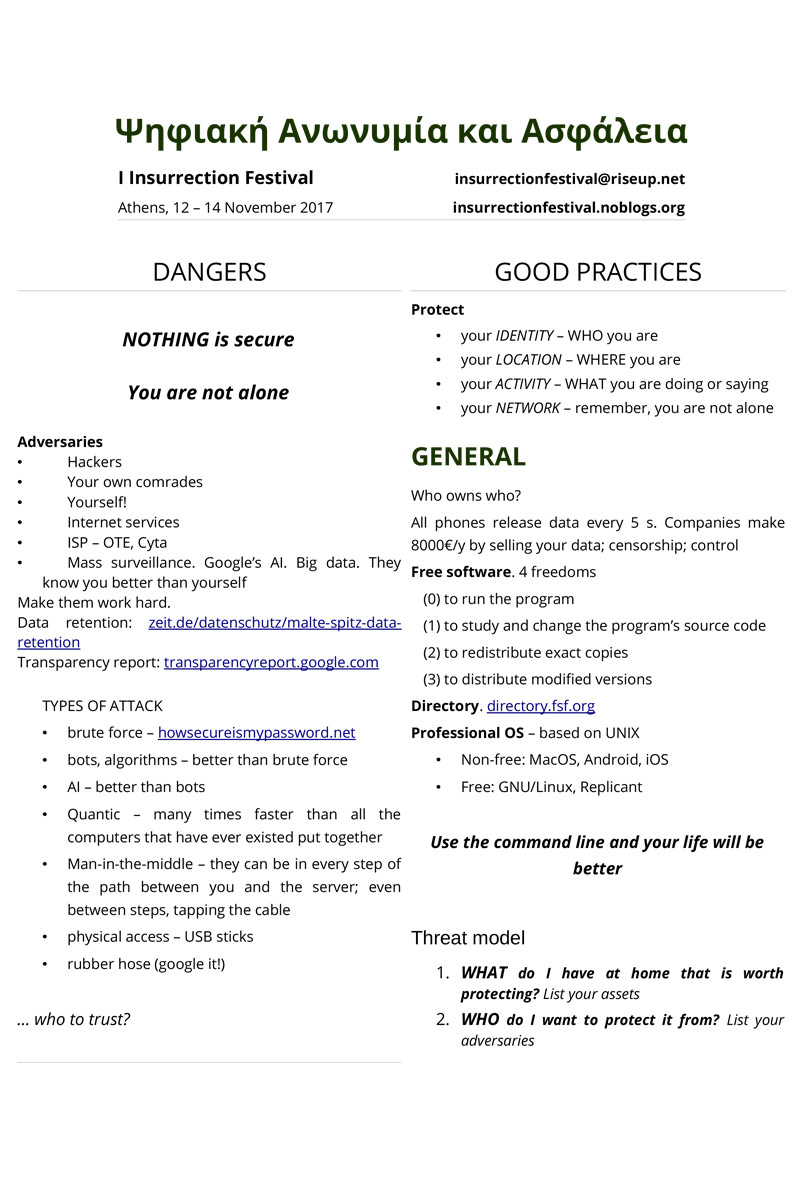 Ψηφιακή Ανωνυμία και Ασφάλεια
I Insurrection Festival
insurrectionfestival@riseup.net
Athens, 12 – 14 November 2017
insurrectionfestival.noblogs.org
DANGERS
NOTHING is secure
You are not alone
Adversaries
• Hackers
• Your own comrades
• Yourself!
• Internet services
• ISP – OTE, Cyta
• Mass surveillance. Google’s AI. Big data. They
know you better than yourself
Make them work hard.
Data retention: zeit.de/datenschutz/malte-spitz-data-
retention
Transparency report: transparencyreport.google.com
TYPES OF ATTACK
• brute force – howsecureismypassword.net
• bots, algorithms – better than brute force
• AI – better than bots
• Quantic – many times faster than all the
computers that have ever existed put together
• Man-in-the-middle – they can be in every step of
the path between you and the server; even
between steps, tapping the cable
• physical access – USB sticks
• rubber hose (google it!)
... who to trust?
GOOD PRACTICES
Protect
• your IDENTITY – WHO you are
• your LOCATION – WHERE you are
• your ACTIVITY – WHAT you are doing or saying
• your NETWORK – remember, you are not alone
GENERAL
Who owns who?
All phones release data every 5 s. Companies make
8000€/y by selling your data; censorship; control
Free software. 4 freedoms
(0) to run the program
(1) to study and change the program’s source code
(2) to redistribute exact copies
(3) to distribute modified versions
Directory. directory.fsf.org
Professional OS – based on UNIX
• Non-free: MacOS, Android, iOS
• Free: GNU/Linux, Replicant
Use the command line and your life will be
better
Threat model
1. WHAT do I have at home that is worth
protecting? List your assets
2. WHO do I want to protect it from? List your
adversaries